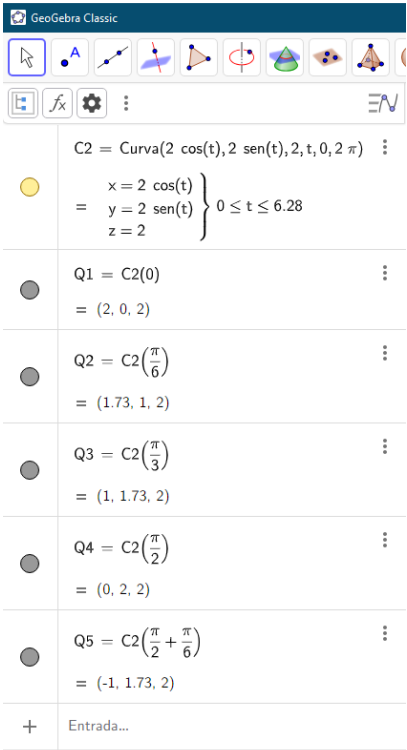 GeoGebra Classic
A
fx
C2 = Curva(2 cos(t), 2 sen(t), 2, t, 0, 2 π)
x = 2 cos(t)
= y = 2 sen(t) } 0 ≤ t ≤ 6.28
z = 2
Q1 = C2(0)
= (2, 0, 2)
Q2 = C2(π/6)
= (1.73, 1, 2)
Q3 = C2(π/3)
= (1, 1.73, 2)
Q4 = C2(π/2)
= (0, 2, 2)
Q5 = C2(π/2 + π/6)
= (-1, 1.73, 2)
+ Entrada...